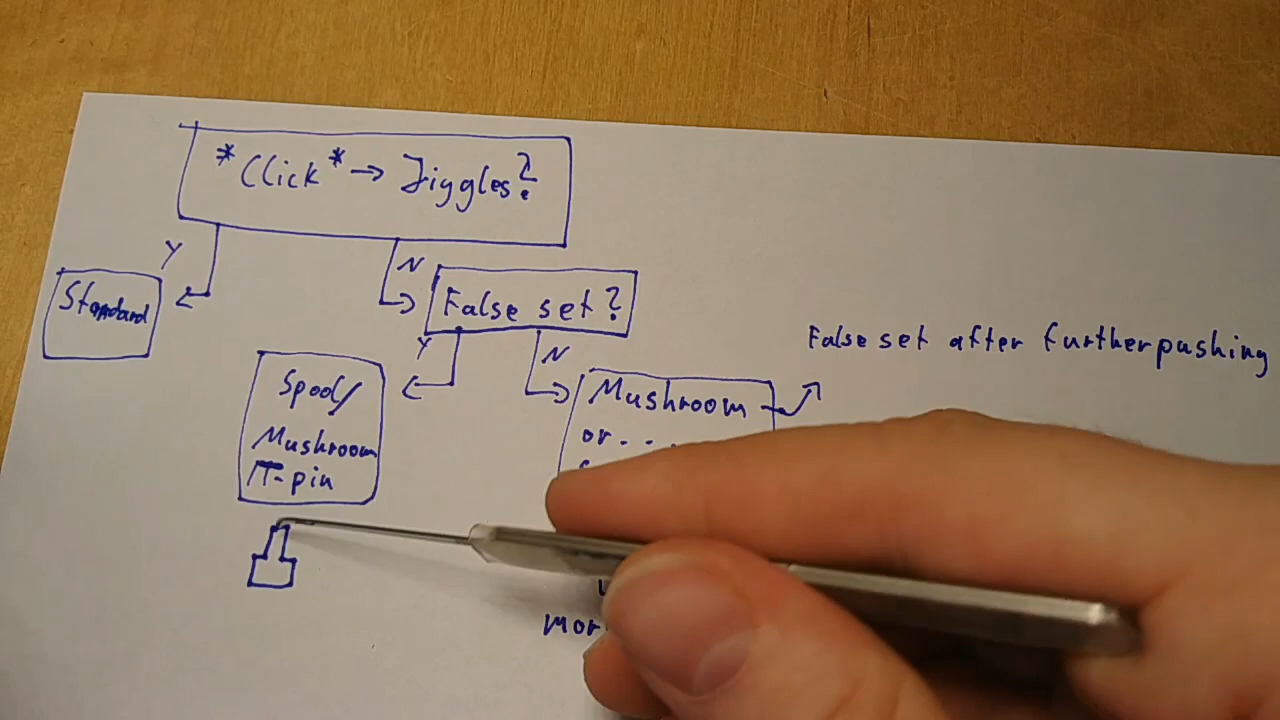 *Click* → Jiggles?
Y
N
Standard
False set?
Y
N
False set after further pushing
Spool/
Mushroom
/T-pin
Mushroom
or...
mor